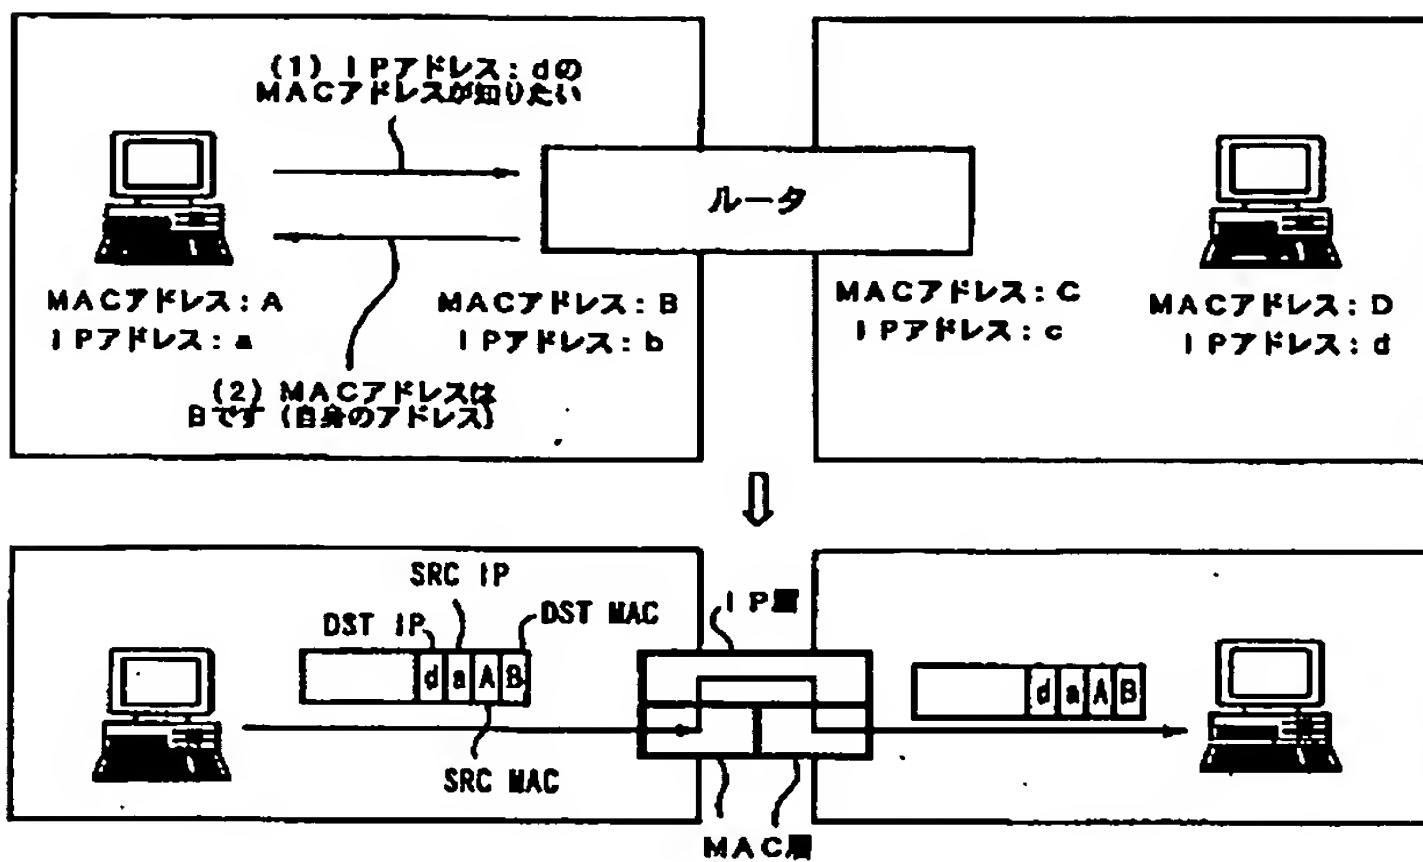 (1) IPアドレス:dの
MACアドレスが知りたい
ルータ
MACアドレス:A
IPアドレス:a
MACアドレス:B
IPアドレス:b
MACアドレス:C
IPアドレス:c
MACアドレス:D
IPアドレス:d
(2) MACアドレスは
Bです(自身のアドレス)
⇩
SRC IP
DST IP
DST MAC
d a A B
SRC MAC
IP層
d a A B
MAC層